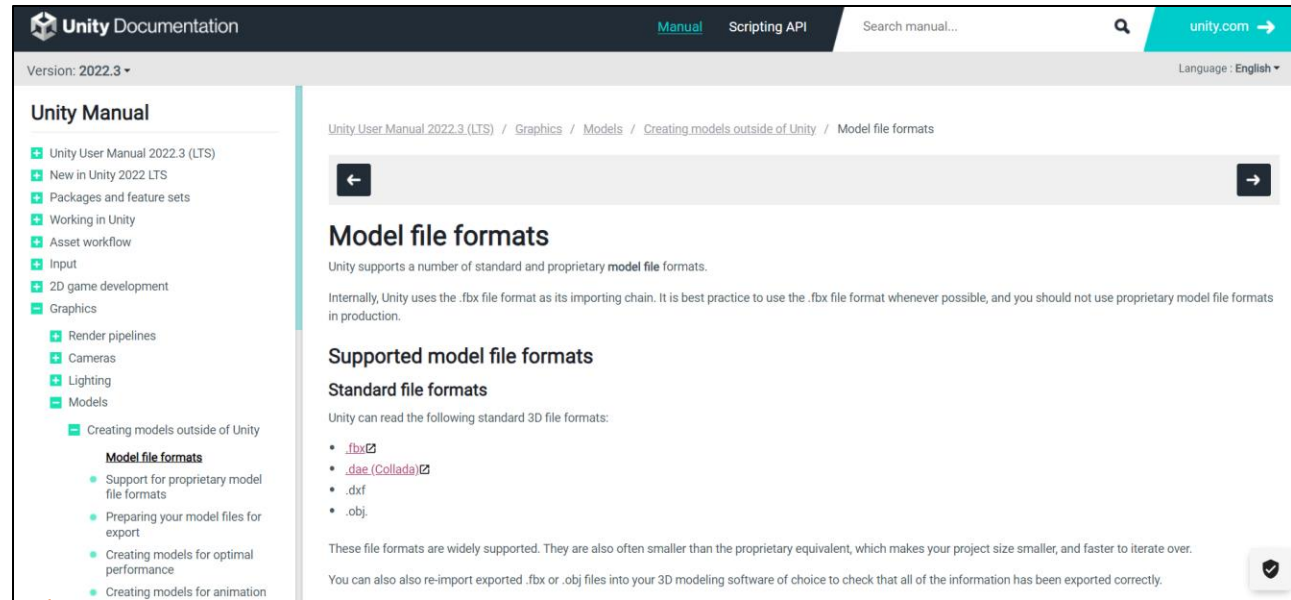 Unity Documentation
Manual
Scripting API
Search manual...
unity.com
Version: 2022.3
Language : English
Unity Manual
Unity User Manual 2022.3 (LTS)
New in Unity 2022 LTS
Packages and feature sets
Working in Unity
Asset workflow
Input
2D game development
Graphics
Render pipelines
Cameras
Lighting
Models
Creating models outside of Unity
Model file formats
Support for proprietary model
file formats
Preparing your model files for
export
Creating models for optimal
performance
Creating models for animation
Unity User Manual 2022.3 (LTS) / Graphics / Models / Creating models outside of Unity / Model file formats
Model file formats
Unity supports a number of standard and proprietary model file formats.
Internally, Unity uses the .fbx file format as its importing chain. It is best practice to use the .fbx file format whenever possible, and you should not use proprietary model file formats
in production.
Supported model file formats
Standard file formats
Unity can read the following standard 3D file formats:
.fbx
.dae (Collada)
.dxf
.obj.
These file formats are widely supported. They are also often smaller than the proprietary equivalent, which makes your project size smaller, and faster to iterate over.
You can also also re-import exported .fbx or .obj files into your 3D modeling software of choice to check that all of the information has been exported correctly.